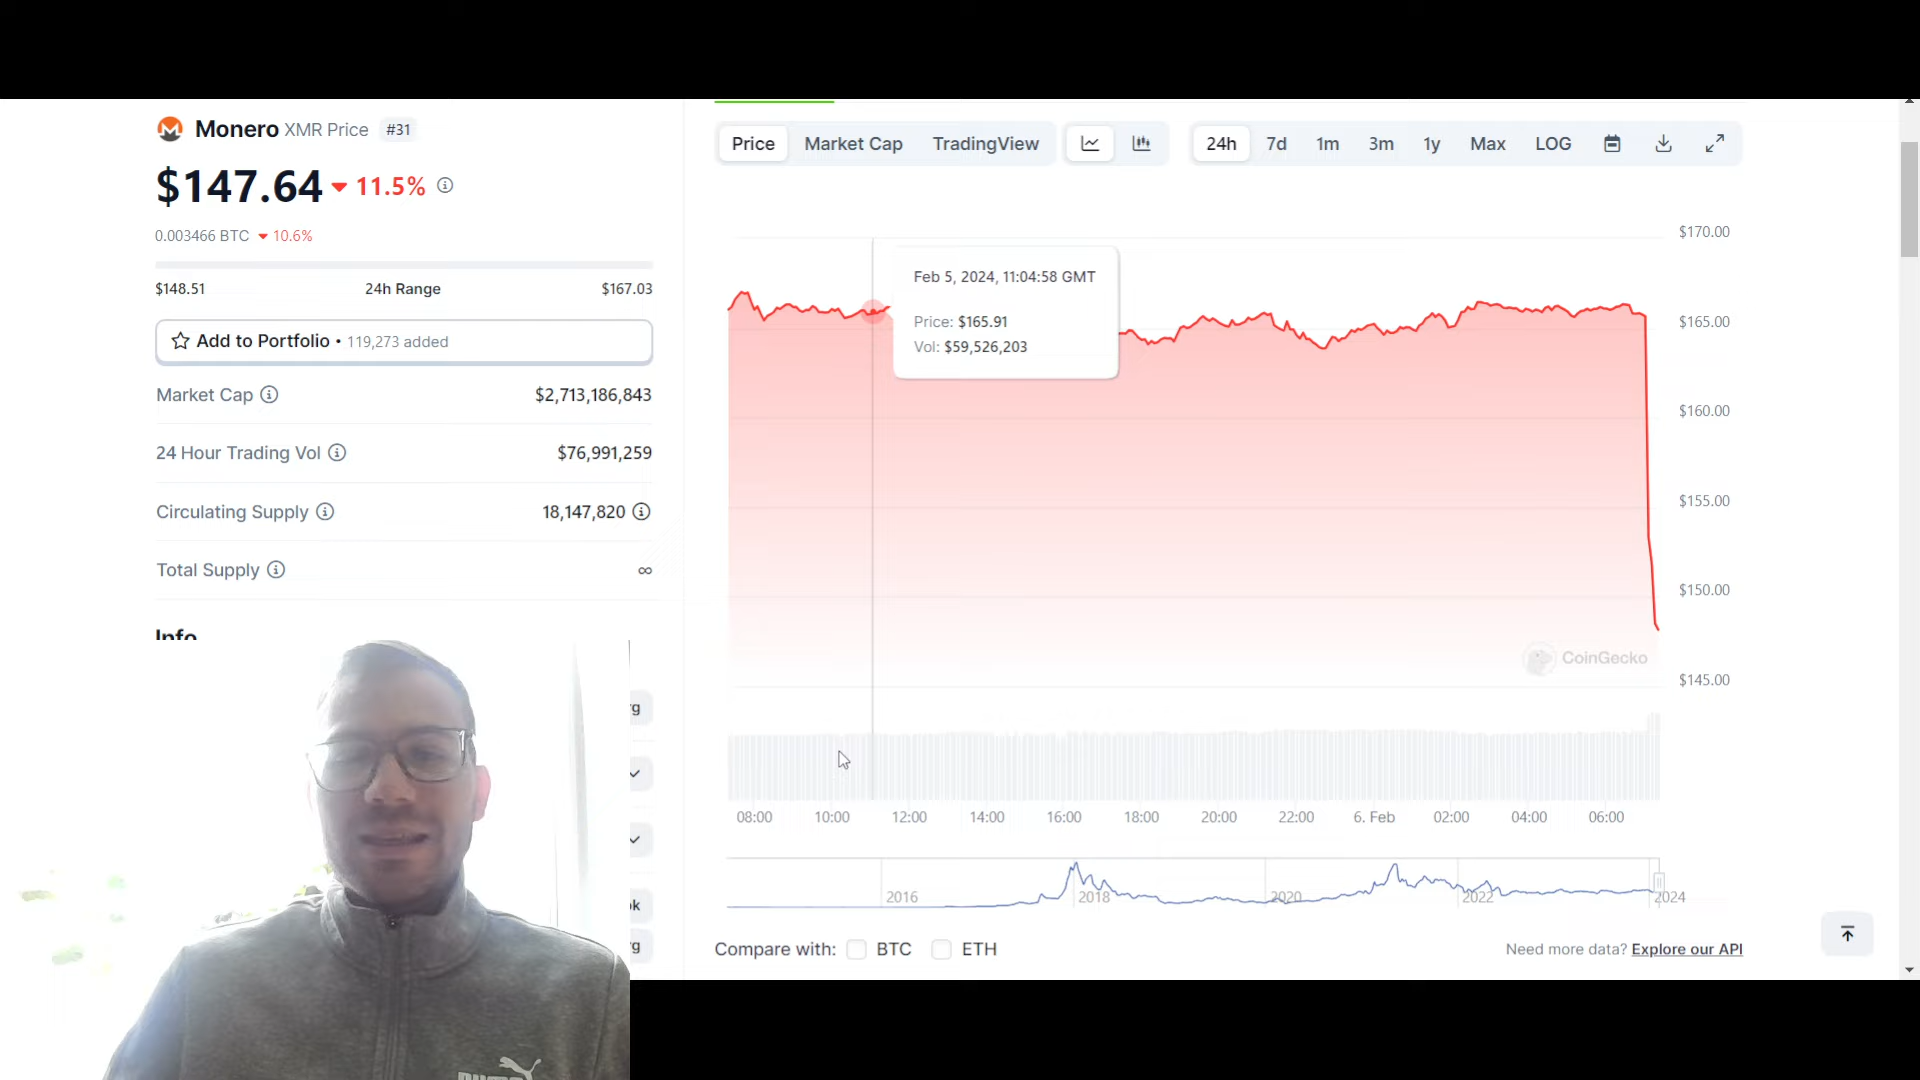 Monero XMR Price #31
$147.64 11.5%
0.003466 BTC 10.6%
$148.51 24h Range $167.03
Add to Portfolio • 119,273 added
Market Cap $2,713,186,843
24 Hour Trading Vol $76,991,259
Circulating Supply 18,147,820
Total Supply ∞
Info
Price Market Cap TradingView 24h 7d 1m 3m 1y Max LOG
Feb 5, 2024, 11:04:58 GMT
Price: $165.91
Vol: $59,526,203
$170.00
$165.00
$160.00
$155.00
$150.00
$145.00
CoinGecko
08:00 10:00 12:00 14:00 16:00 18:00 20:00 22:00 6. Feb 02:00 04:00 06:00
2016 2018 2020 2022 2024
Compare with: BTC ETH
Need more data? Explore our API